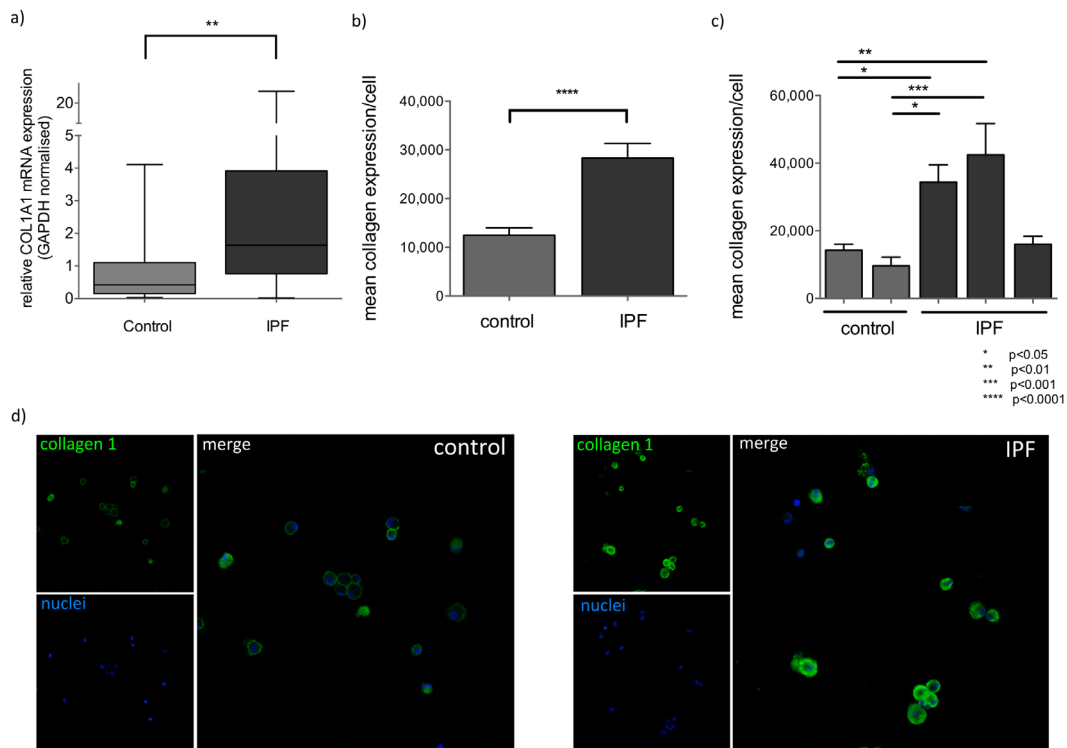 a)
**
relative COL1A1 mRNA expression
(GAPDH normalised)
20
5
4
3
2
1
0
Control
IPF
b)
****
mean collagen expression/cell
40,000
30,000
20,000
10,000
0
control
IPF
c)
**
*
***
*
mean collagen expression/cell
60,000
40,000
20,000
0
control
IPF
* p<0.05
** p<0.01
*** p<0.001
**** p<0.0001
d)
collagen 1
nuclei
merge
control
collagen 1
nuclei
merge
IPF